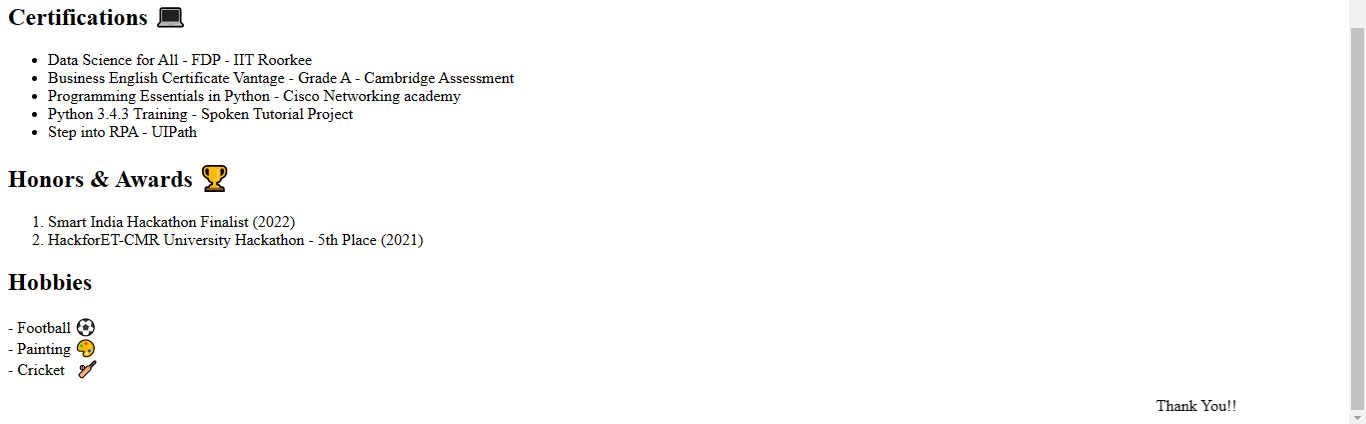 Certifications 💻
• Data Science for All - FDP - IIT Roorkee
• Business English Certificate Vantage - Grade A - Cambridge Assessment
• Programming Essentials in Python - Cisco Networking academy
• Python 3.4.3 Training - Spoken Tutorial Project
• Step into RPA - UIPath
Honors & Awards 🏆
1. Smart India Hackathon Finalist (2022)
2. HackforET-CMR University Hackathon - 5th Place (2021)
Hobbies
- Football ⚽
- Painting 🎨
- Cricket 🏏
Thank You!!